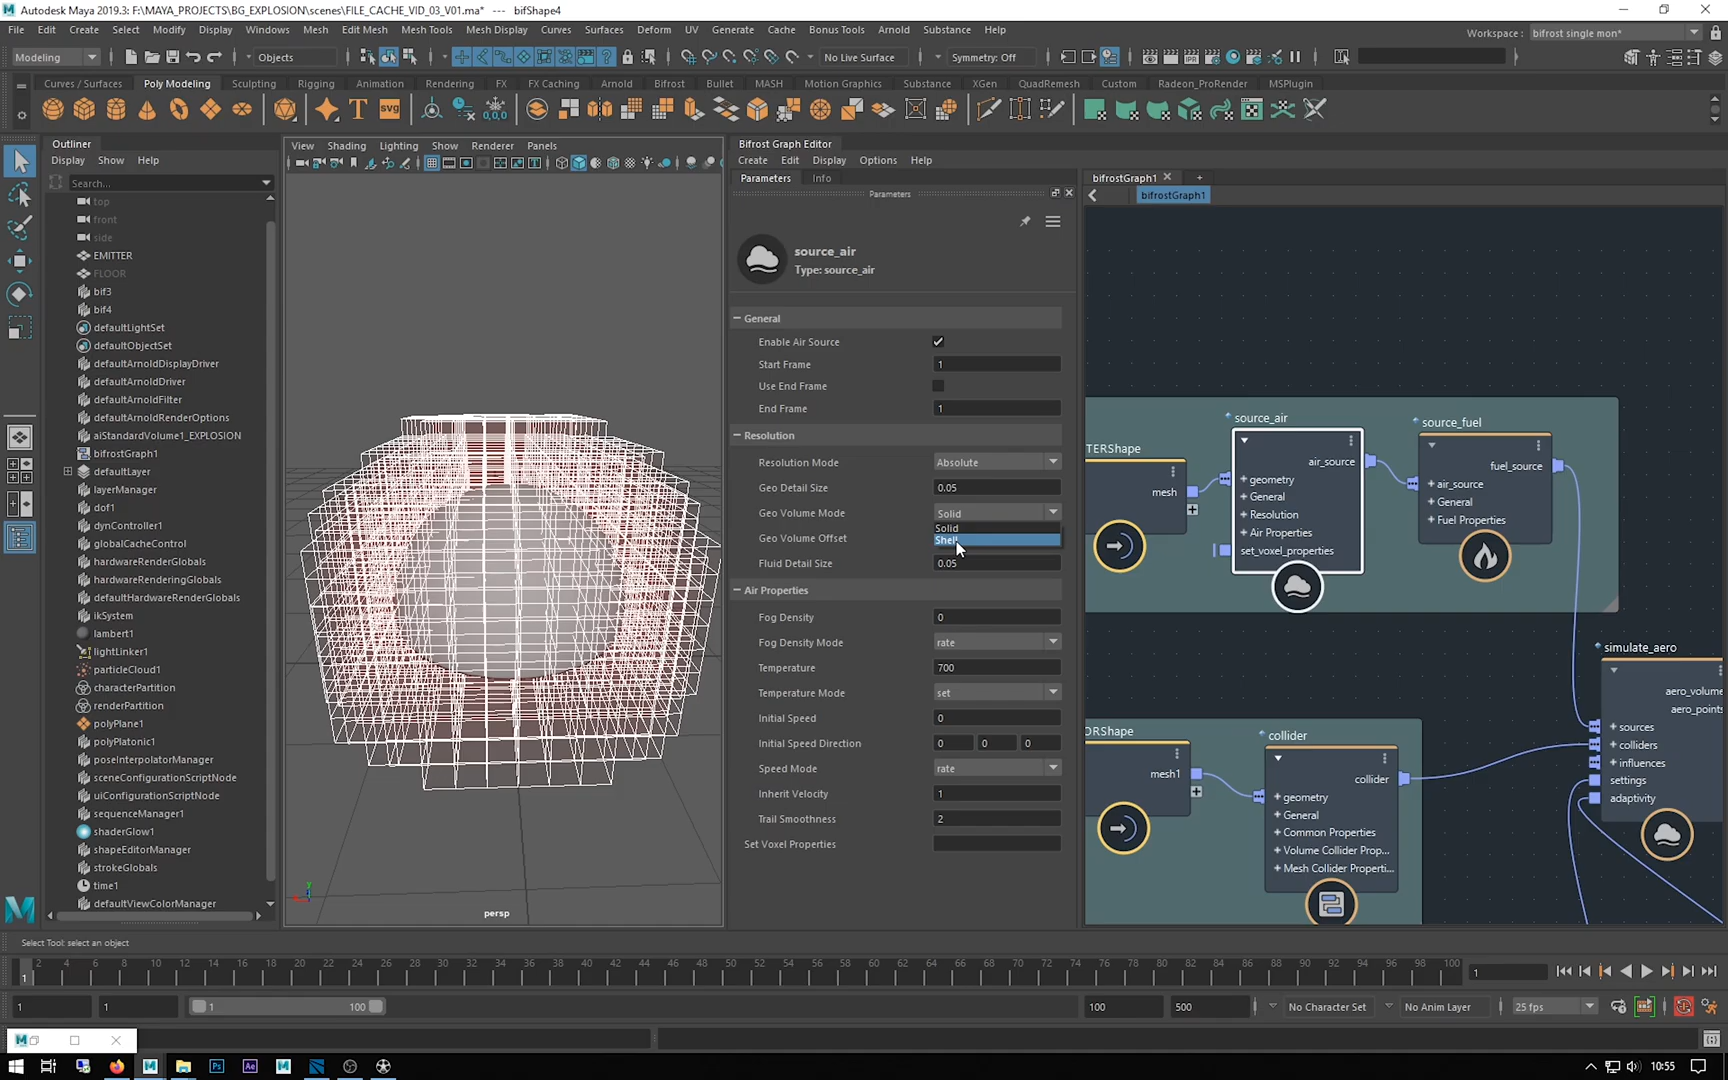 Autodesk Maya 2019.3: F:\MAYA_PROJECTS\BG_EXPLOSION\scenes\FILE_CACHE_VID_03_V01.ma* --- bifShape4
File Edit Create Select Modify Display Windows Mesh Edit Mesh Mesh Tools Mesh Display Curves Surfaces Deform UV Generate Cache Bonus Tools Arnold Substance Help
Workspace : bifrost single mon*
Modeling Objects No Live Surface Symmetry: Off
Curves / Surfaces Poly Modeling Sculpting Rigging Animation Rendering FX FX Caching Arnold Bifrost Bullet MASH Motion Graphics Substance XGen QuadRemesh Custom Radeon_ProRender MSPlugin
T SVG 0,0,0
Outliner
Display Show Help
Search...
top
front
side
EMITTER
FLOOR
bif3
bif4
defaultLightSet
defaultObjectSet
defaultArnoldDisplayDriver
defaultArnoldDriver
defaultArnoldFilter
defaultArnoldRenderOptions
aiStandardVolume1_EXPLOSION
bifrostGraph1
defaultLayer
layerManager
dof1
dynController1
globalCacheControl
hardwareRenderGlobals
hardwareRenderingGlobals
defaultHardwareRenderGlobals
ikSystem
lambert1
lightLinker1
particleCloud1
characterPartition
renderPartition
polyPlane1
polyPlatonic1
poseInterpolatorManager
sceneConfigurationScriptNode
uiConfigurationScriptNode
sequenceManager1
shaderGlow1
shapeEditorManager
strokeGlobals
time1
defaultViewColorManager
View Shading Lighting Show Renderer Panels
persp
Bifrost Graph Editor
Create Edit Display Options Help
Parameters Info
Parameters
source_air
Type: source_air
General
Enable Air Source
Start Frame 1
Use End Frame
End Frame 1
Resolution
Resolution Mode Absolute
Geo Detail Size 0.05
Geo Volume Mode Solid
Solid
Geo Volume Offset Shell
Fluid Detail Size 0.05
Air Properties
Fog Density 0
Fog Density Mode rate
Temperature 700
Temperature Mode set
Initial Speed 0
Initial Speed Direction 0 0 0
Speed Mode rate
Inherit Velocity 1
Trail Smoothness 2
Set Voxel Properties
bifrostGraph1
bifrostGraph1
TERShape
mesh
source_air
air_source
geometry
General
Resolution
Air Properties
set_voxel_properties
source_fuel
fuel_source
air_source
General
Fuel Properties
ORShape
mesh1
collider
collider
geometry
General
Common Properties
Volume Collider Prop...
Mesh Collider Properti...
simulate_aero
aero_volume
aero_points
sources
colliders
influences
settings
adaptivity
Select Tool: select an object
1 2 4 6 8 10 12 14 16 18 20 22 24 26 28 30 32 34 36 38 40 42 44 46 48 50 52 54 56 58 60 62 64 66 68 70 72 74 76 78 80 82 84 86 88 90 92 94 96 98 100 1
1 1 1 100 100 500 No Character Set No Anim Layer 25 fps
10:55